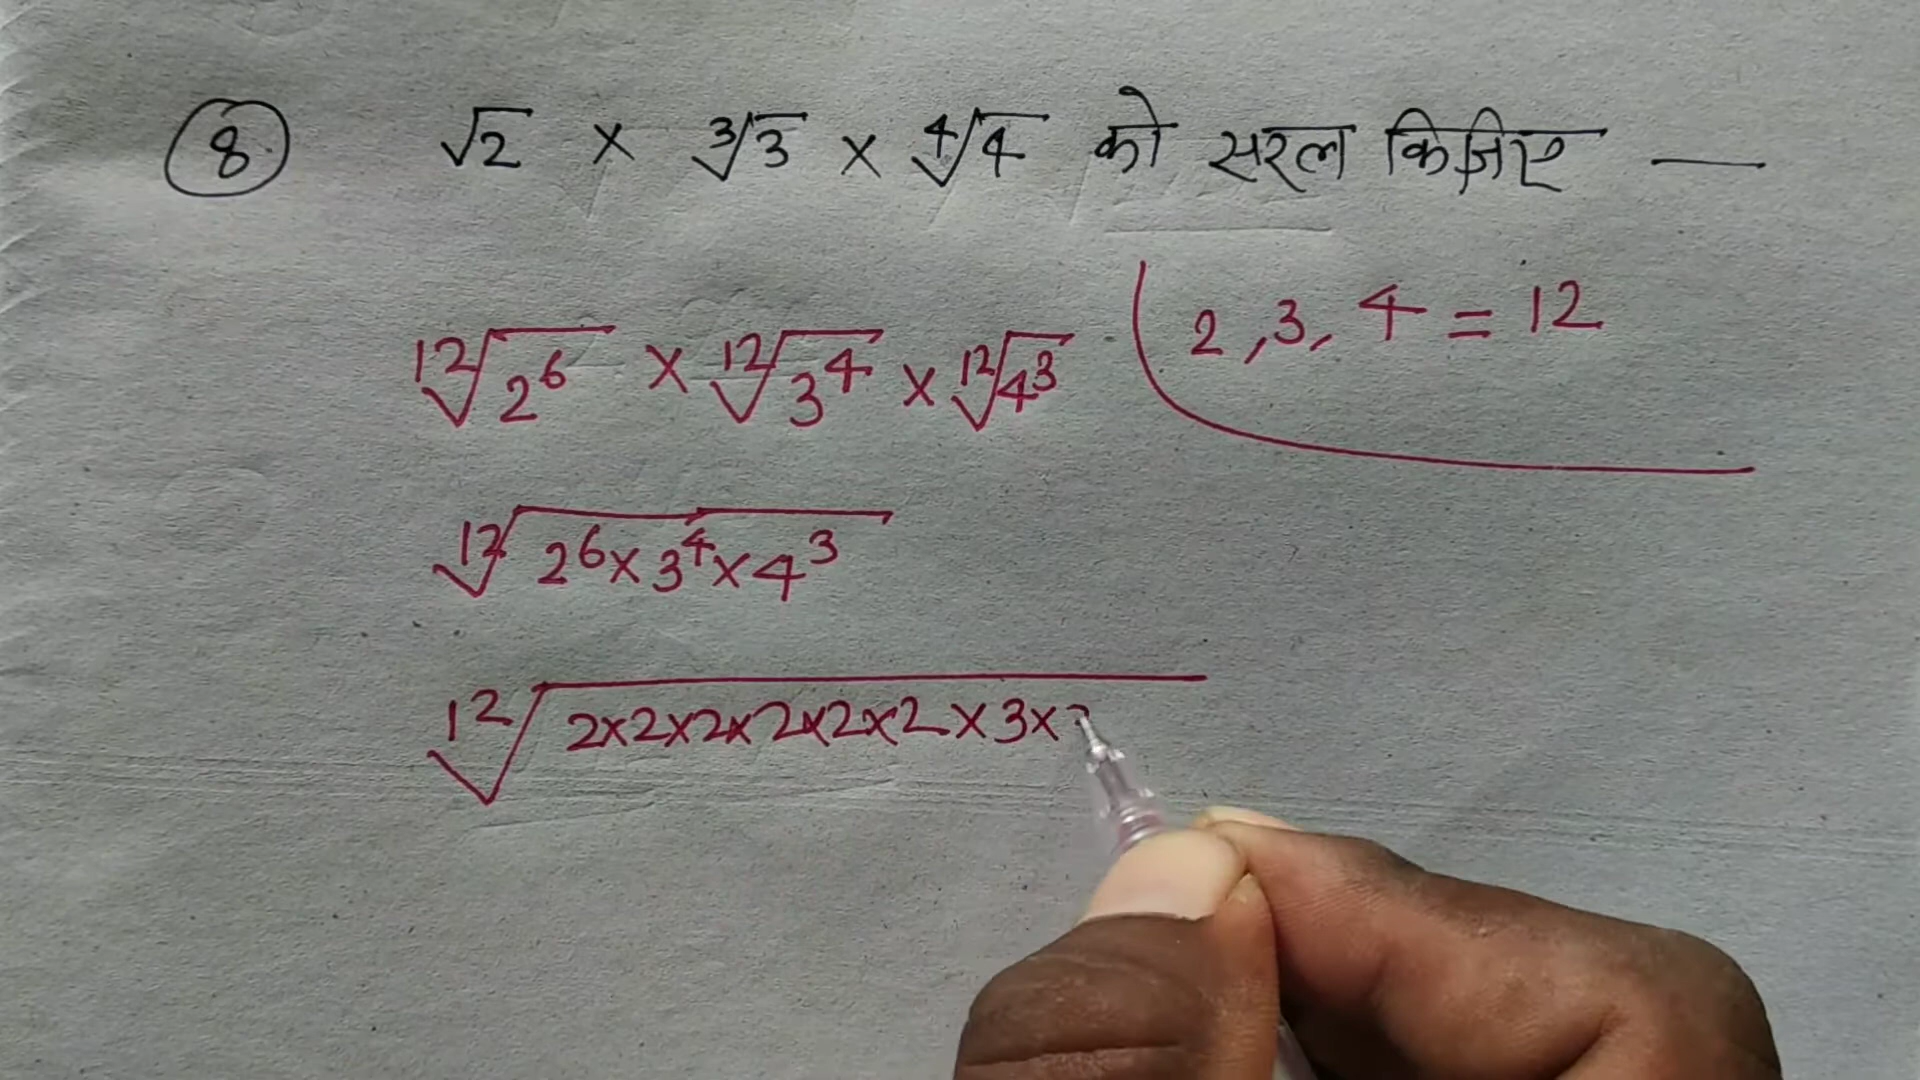 8 √2 × ∛3 × ∜4 को सरल किजिए —
¹²√2⁶ × ¹²√3⁴ × ¹²√4³
2, 3, 4 = 12
¹²√2⁶×3⁴×4³
¹²√2×2×2×2×2×2×3×